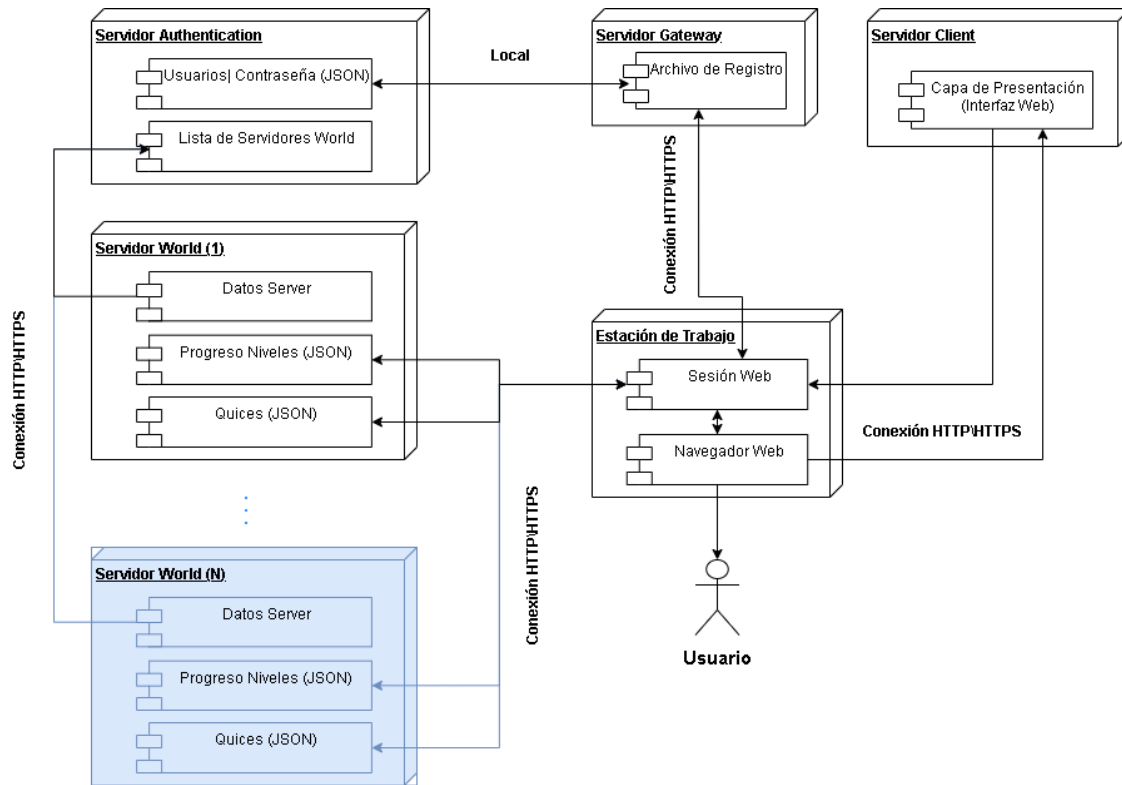 Servidor Authentication
Usuarios| Contraseña (JSON)
Lista de Servidores World
Local
Servidor Gateway
Archivo de Registro
Servidor Client
Capa de Presentación
(Interfaz Web)
Conexión HTTP\HTTPS
Servidor World (1)
Datos Server
Progreso Niveles (JSON)
Quices (JSON)
Conexión HTTP\HTTPS
Estación de Trabajo
Sesión Web
Navegador Web
Conexión HTTP\HTTPS
Conexión HTTP\HTTPS
Servidor World (N)
Datos Server
Progreso Niveles (JSON)
Quices (JSON)
Usuario